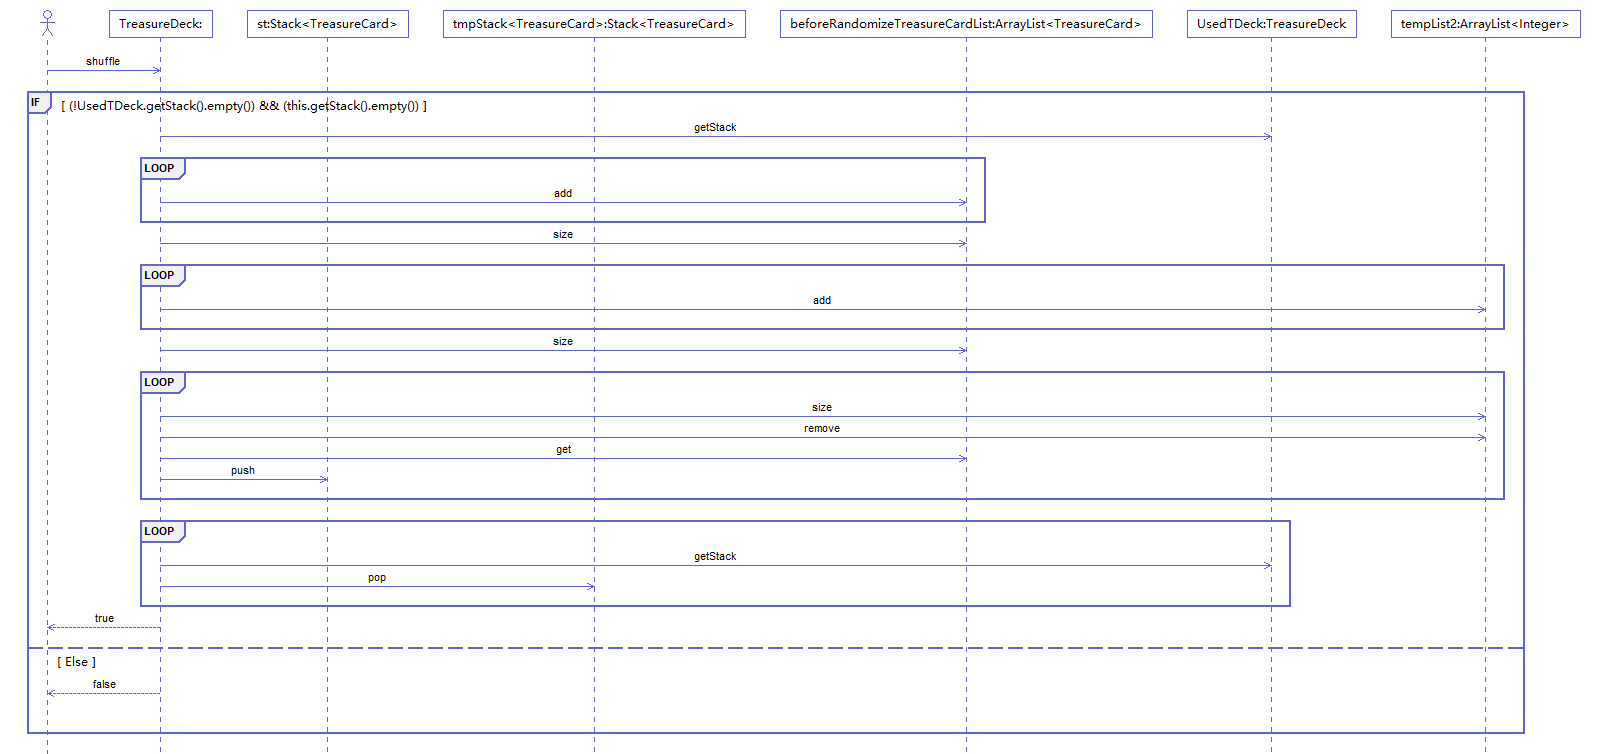 TreasureDeck:
st:Stack<TreasureCard>
tmpStack<TreasureCard>:Stack<TreasureCard>
beforeRandomizeTreasureCardList:ArrayList<TreasureCard>
UsedTDeck:TreasureDeck
tempList2:ArrayList<Integer>
shuffle
IF
[ (!UsedTDeck.getStack().empty()) && (this.getStack().empty()) ]
getStack
LOOP
add
size
LOOP
add
size
LOOP
size
remove
get
push
LOOP
getStack
pop
true
[ Else ]
false